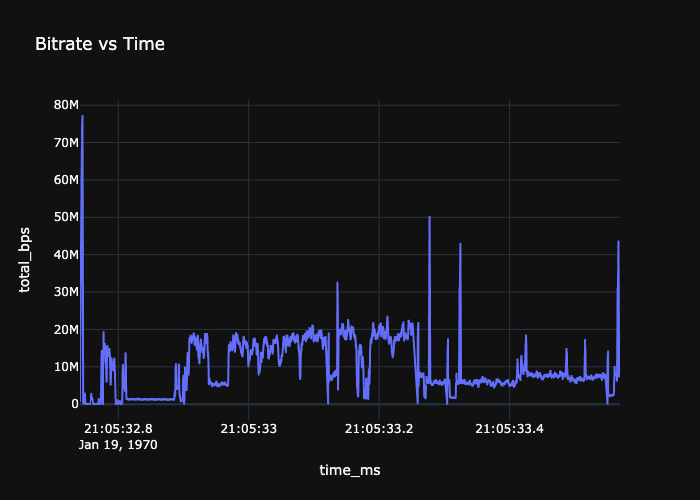 Bitrate vs Time
80M
70M
60M
50M
40M
30M
20M
10M
0
total_bps
21:05:32.8
21:05:33
21:05:33.2
21:05:33.4
Jan 19, 1970
time_ms